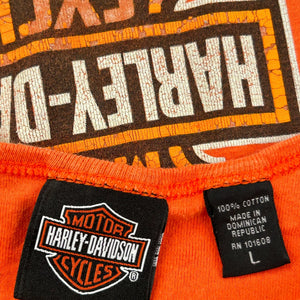 HARLEY-DA
MOTOR
HARLEY-DAVIDSON
CYCLES
®
100% COTTON
MADE IN
DOMINICAN
REPUBLIC
RN 101608
L